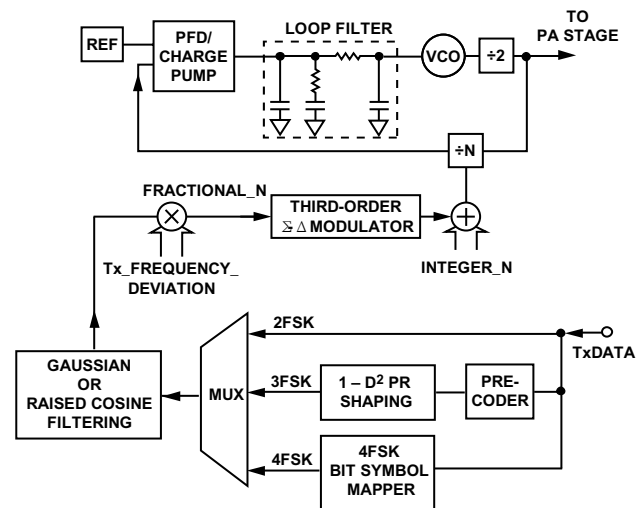 LOOP FILTER
TO
PA STAGE
REF
PFD/
CHARGE
PUMP
VCO
÷2
÷N
FRACTIONAL_N
THIRD-ORDER
Σ-Δ MODULATOR
Tx_FREQUENCY_
DEVIATION
INTEGER_N
2FSK
TxDATA
GAUSSIAN
OR
RAISED COSINE
FILTERING
MUX
3FSK
1 – D² PR
SHAPING
PRE-
CODER
4FSK
4FSK
BIT SYMBOL
MAPPER